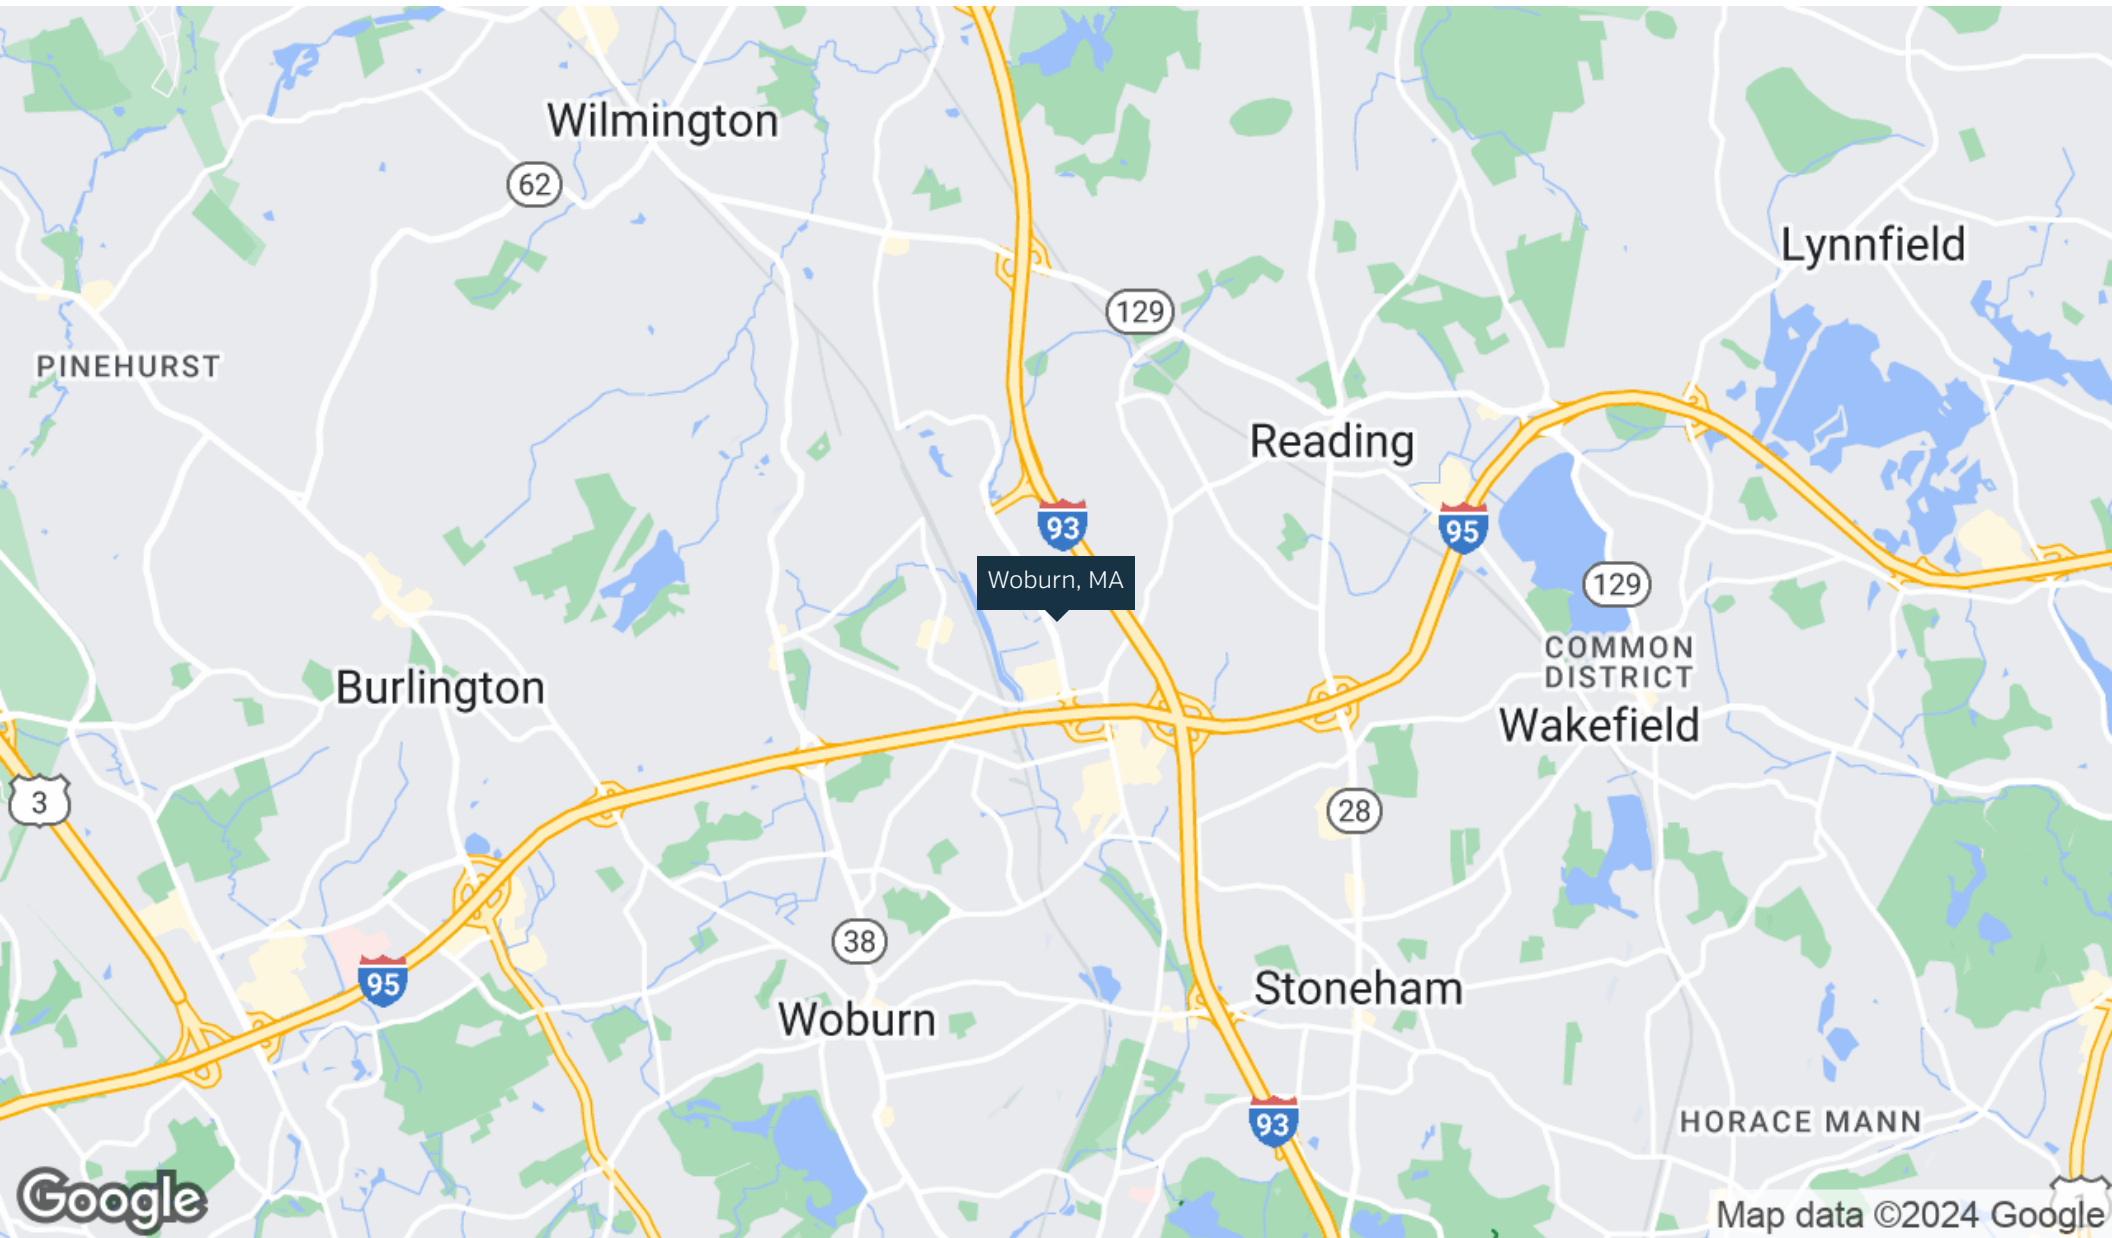 Wilmington
62
Lynnfield
129
PINEHURST
Reading
93
95
Woburn, MA
129
COMMON
DISTRICT
Burlington
Wakefield
3
28
38
95
Stoneham
Woburn
93
HORACE MANN
Google
1
Map data ©2024 Google